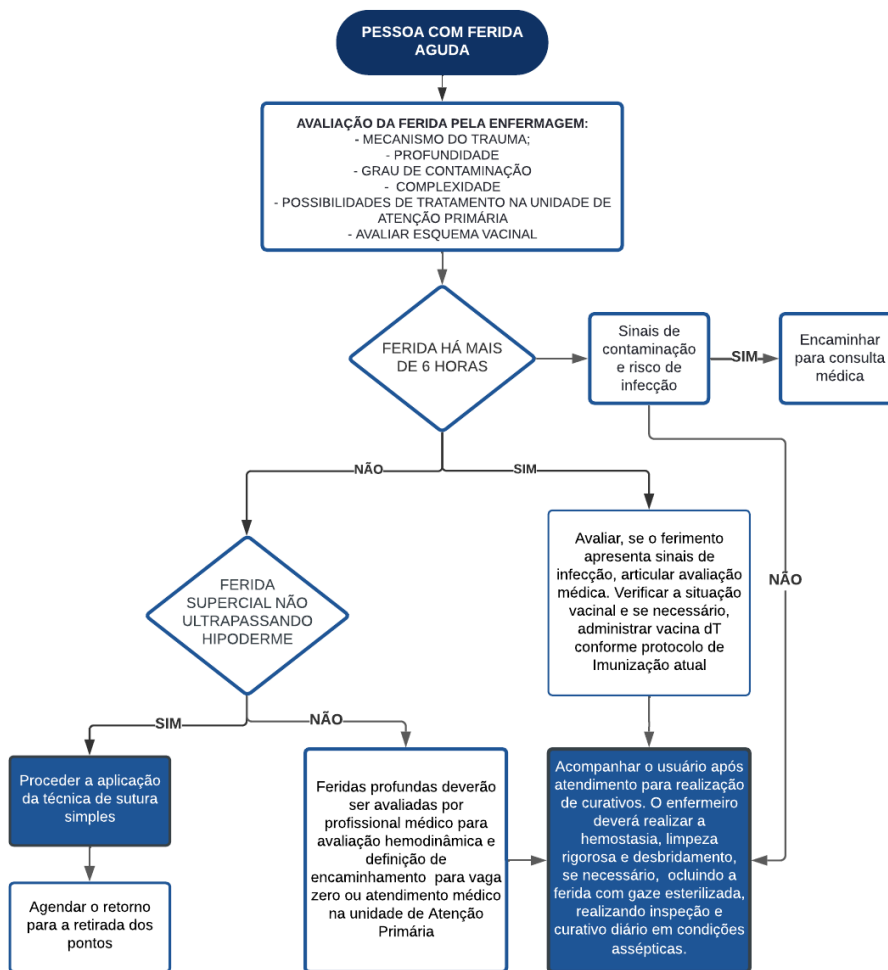 PESSOA COM FERIDA
AGUDA
AVALIAÇÃO DA FERIDA PELA ENFERMAGEM:
- MECANISMO DO TRAUMA;
- PROFUNDIDADE
- GRAU DE CONTAMINAÇÃO
- COMPLEXIDADE
- POSSIBILIDADES DE TRATAMENTO NA UNIDADE DE
ATENÇÃO PRIMÁRIA
- AVALIAR ESQUEMA VACINAL
FERIDA HÁ MAIS
DE 6 HORAS
Sinais de
contaminação
e risco de
infecção
SIM
Encaminhar
para consulta
médica
NÃO
SIM
NÃO
FERIDA
SUPERCIAL NÃO
ULTRAPASSANDO
HIPODERME
Avaliar, se o ferimento
apresenta sinais de
infecção, articular avaliação
médica. Verificar a situação
vacinal e se necessário,
administrar vacina dT
conforme protocolo de
Imunização atual
SIM
NÃO
Proceder a aplicação
da técnica de sutura
simples
Agendar o retorno
para a retirada dos
pontos
Feridas profundas deverão
ser avaliadas por
profissional médico para
avaliação hemodinâmica e
definição de
encaminhamento para vaga
zero ou atendimento médico
na unidade de Atenção
Primária
Acompanhar o usuário após
atendimento para realização
de curativos. O enfermeiro
deverá realizar a
hemostasia, limpeza
rigorosa e desbridamento,
se necessário, ocluindo a
ferida com gaze esterilizada,
realizando inspeção e
curativo diário em condições
assépticas.